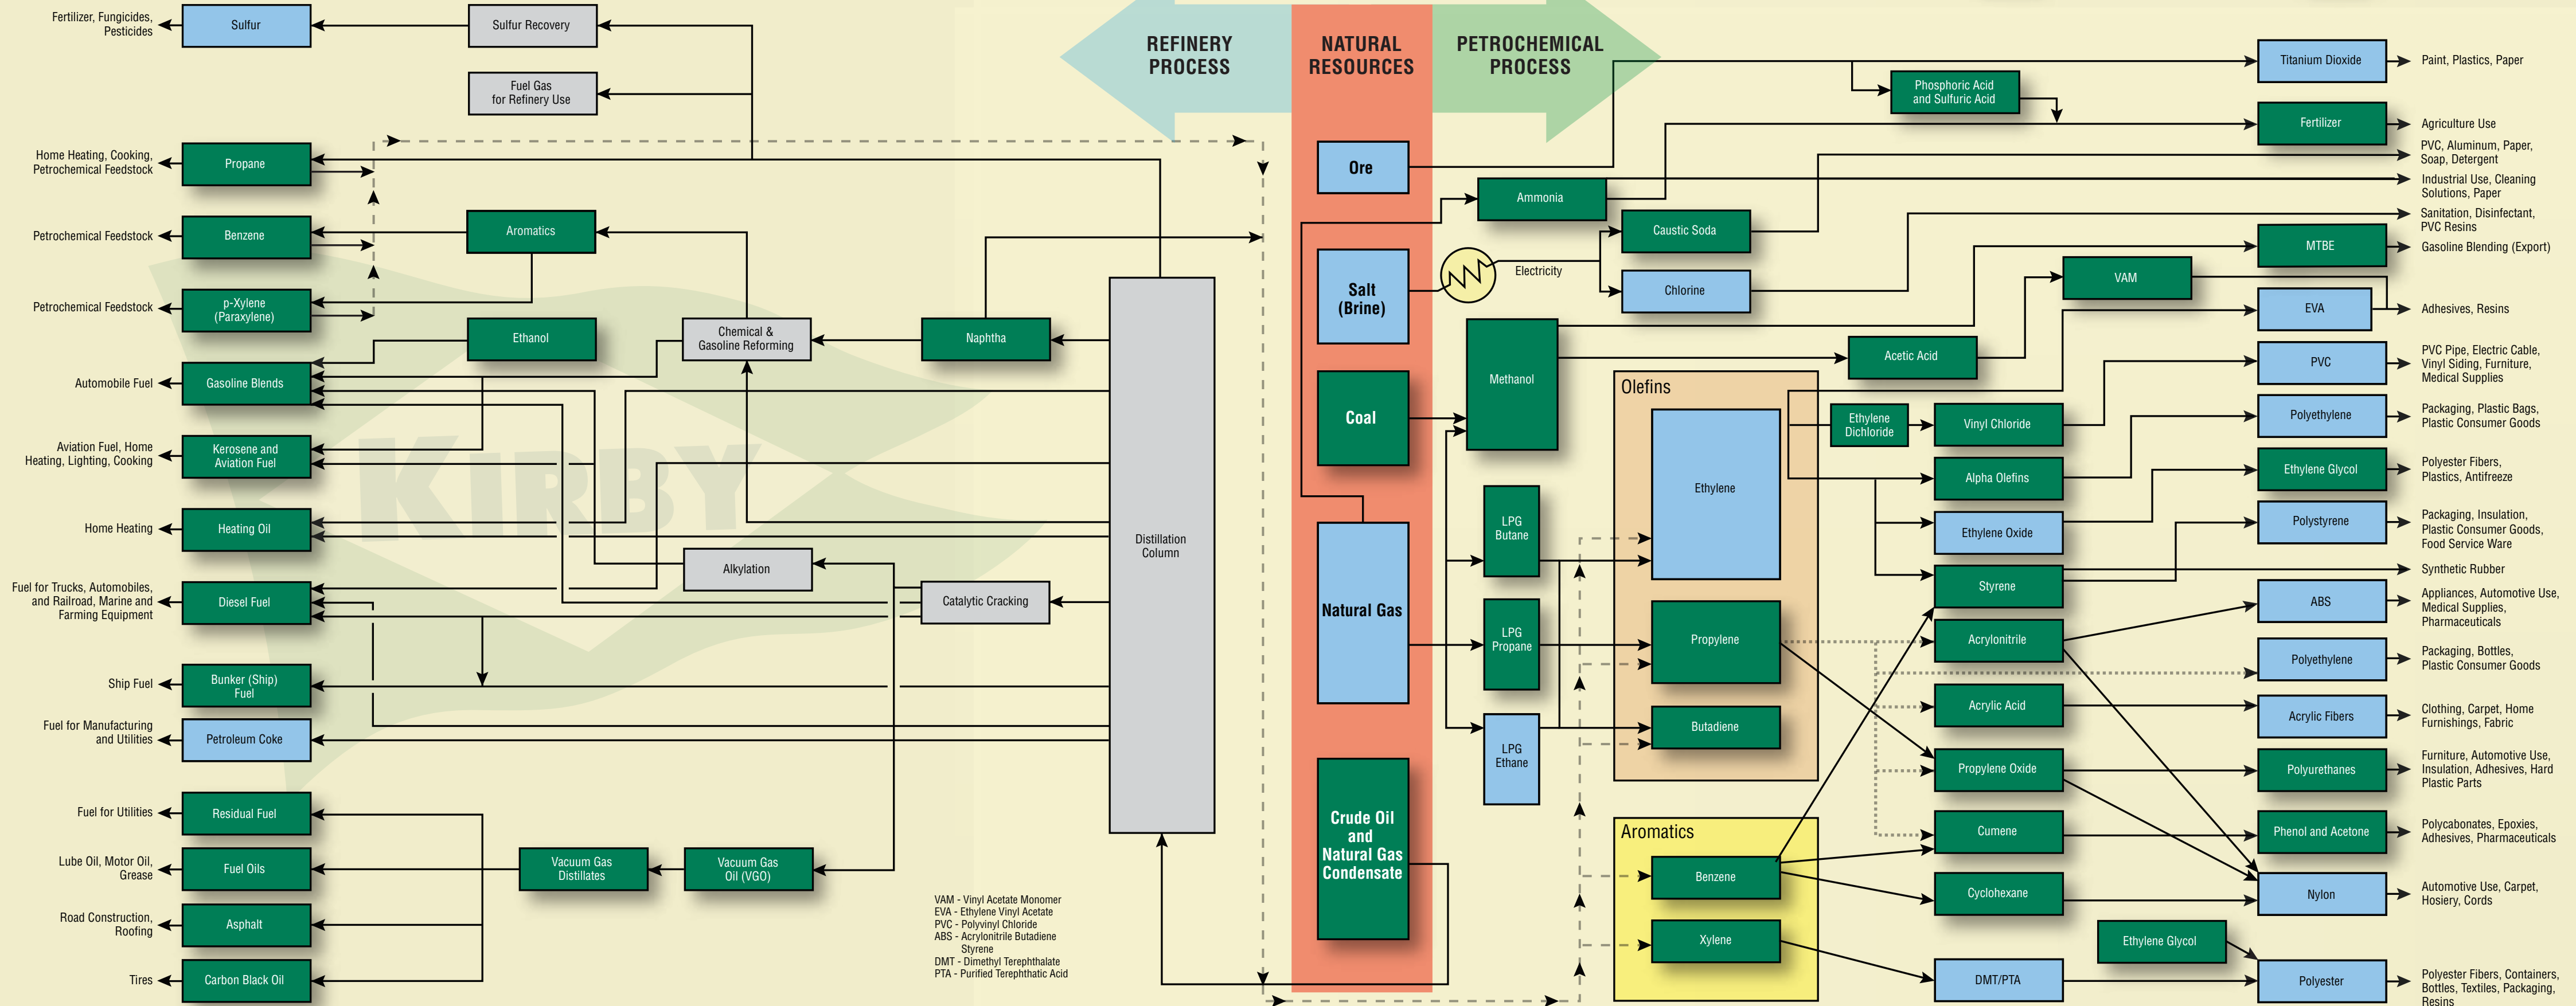 REFINERY
PROCESS
NATURAL
RESOURCES
PETROCHEMICAL
PROCESS
Fertilizer, Fungicides,
Pesticides
Sulfur
Sulfur Recovery
Fuel Gas
for Refinery Use
Home Heating, Cooking,
Petrochemical Feedstock
Propane
Petrochemical Feedstock
Benzene
Aromatics
Petrochemical Feedstock
p-Xylene
(Paraxylene)
Ethanol
Chemical &
Gasoline Reforming
Naphtha
Automobile Fuel
Gasoline Blends
Aviation Fuel, Home
Heating, Lighting, Cooking
Kerosene and
Aviation Fuel
KIRBY
Home Heating
Heating Oil
Distillation
Column
Alkylation
Catalytic Cracking
Fuel for Trucks, Automobiles,
and Railroad, Marine and
Farming Equipment
Diesel Fuel
Ship Fuel
Bunker (Ship)
Fuel
Fuel for Manufacturing
and Utilities
Petroleum Coke
Fuel for Utilities
Residual Fuel
Lube Oil, Motor Oil,
Grease
Fuel Oils
Vacuum Gas
Distillates
Vacuum Gas
Oil (VGO)
Road Construction,
Roofing
Asphalt
Tires
Carbon Black Oil
VAM - Vinyl Acetate Monomer
EVA - Ethylene Vinyl Acetate
PVC - Polyvinyl Chloride
ABS - Acrylonitrile Butadiene
Styrene
DMT - Dimethyl Terephthalate
PTA - Purified Terephthatic Acid
Ore
Salt
(Brine)
Coal
Natural Gas
Crude Oil
and
Natural Gas
Condensate
Ammonia
Electricity
Caustic Soda
Chlorine
Methanol
LPG
Butane
LPG
Propane
LPG
Ethane
Olefins
Ethylene
Propylene
Butadiene
Aromatics
Benzene
Xylene
Phosphoric Acid
and Sulfuric Acid
VAM
Acetic Acid
Ethylene
Dichloride
Vinyl Chloride
Alpha Olefins
Ethylene Oxide
Styrene
Acrylonitrile
Acrylic Acid
Propylene Oxide
Cumene
Cyclohexane
Ethylene Glycol
DMT/PTA
Titanium Dioxide
Paint, Plastics, Paper
Fertilizer
Agriculture Use
PVC, Aluminum, Paper,
Soap, Detergent
Industrial Use, Cleaning
Solutions, Paper
Sanitation, Disinfectant,
PVC Resins
MTBE
Gasoline Blending (Export)
EVA
Adhesives, Resins
PVC
PVC Pipe, Electric Cable,
Vinyl Siding, Furniture,
Medical Supplies
Polyethylene
Packaging, Plastic Bags,
Plastic Consumer Goods
Ethylene Glycol
Polyester Fibers,
Plastics, Antifreeze
Polystyrene
Packaging, Insulation,
Plastic Consumer Goods,
Food Service Ware
Synthetic Rubber
ABS
Appliances, Automotive Use,
Medical Supplies,
Pharmaceuticals
Polyethylene
Packaging, Bottles,
Plastic Consumer Goods
Acrylic Fibers
Clothing, Carpet, Home
Furnishings, Fabric
Polyurethanes
Furniture, Automotive Use,
Insulation, Adhesives, Hard
Plastic Parts
Phenol and Acetone
Polycabonates, Epoxies,
Adhesives, Pharmaceuticals
Nylon
Automotive Use, Carpet,
Hosiery, Cords
Polyester
Polyester Fibers, Containers,
Bottles, Textiles, Packaging,
Resins